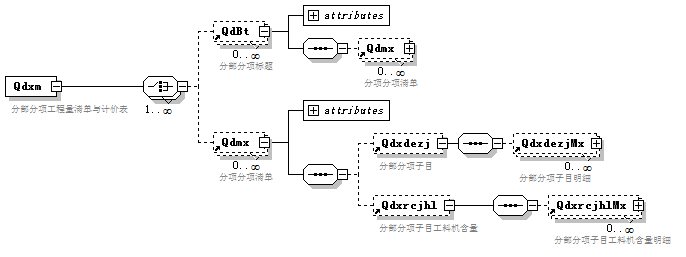 attributes
QdBt
0..∞
分部分项标题
Qdmx
0..∞
分项分项清单
Qdxm
分部分项工程量清单与计价表
1..∞
attributes
Qdmx
0..∞
分项分项清单
Qdxdezj
分部分项子目
QdxdezjMx
0..∞
分部分项子目明细
Qdxrcjhl
分部分项子目工料机含量
QdxrcjhlMx
0..∞
分部分项子目工料机含量明细